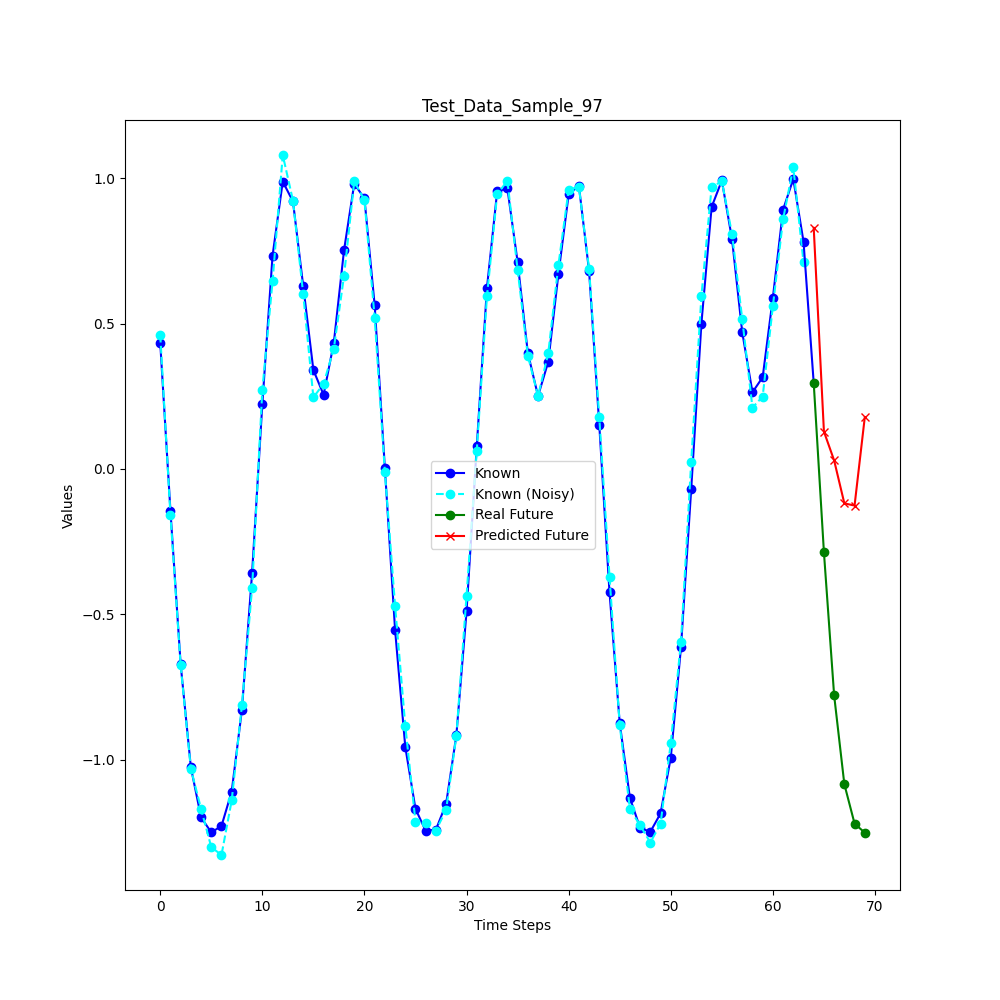 Test_Data_Sample_97
1.0
0.5
0.0
−0.5
−1.0
Values
Known
Known (Noisy)
Real Future
Predicted Future
0 10 20 30 40 50 60 70
Time Steps